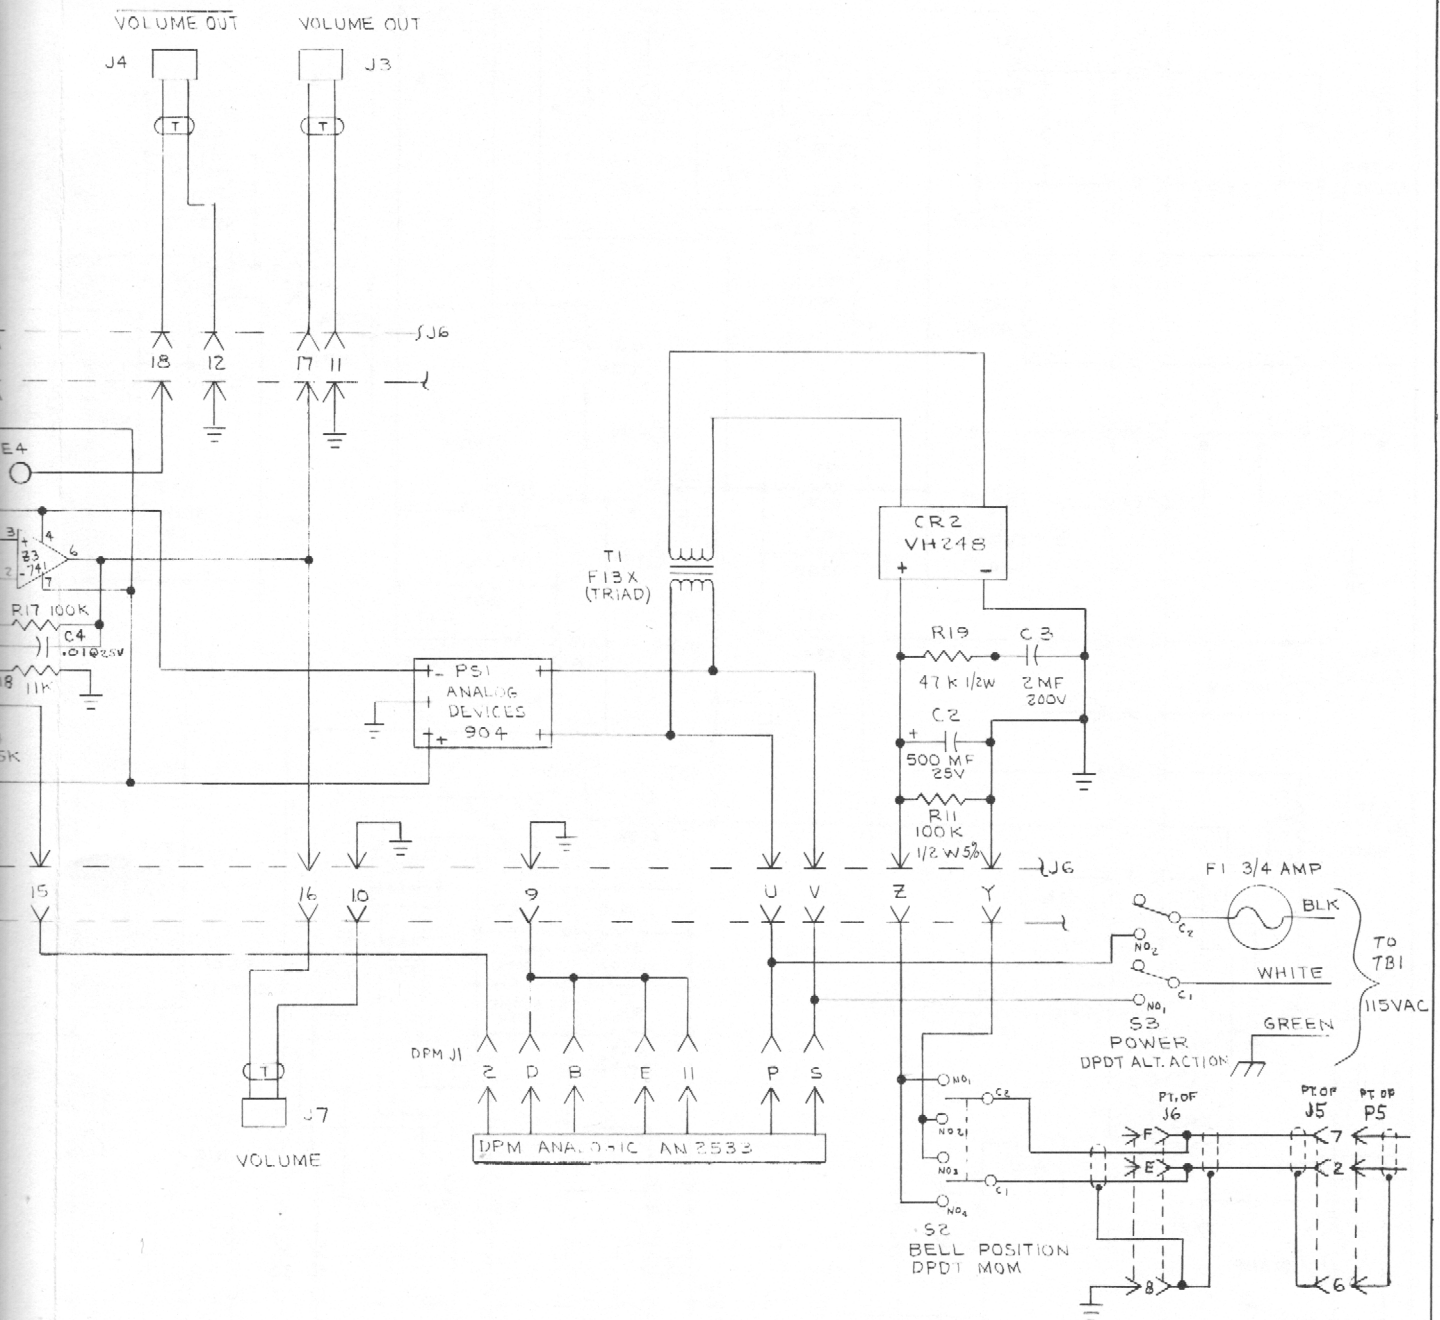 VOLUME OUT
VOLUME OUT
J4
J3
T
T
J6
18
12
17
11
E4
3
4
Z3
6
741
2
7
R17 100K
C4
.01@25V
11K
T1
F13X
(TRIAD)
CR2
VH248
+
-
R19
47K 1/2W
C3
2MF
200V
- PS1 +
ANALOG
DEVICES
904
+
C2
+
500 MF
25V
R11
100K
1/2W 5%
J6
15
16
10
9
U
V
Z
Y
F1 3/4 AMP
BLK
C2
NO2
WHITE
C1
NO1
TO
TB1
115VAC
S3
POWER
DPDT ALT. ACTION
GREEN
DPM J1
2
D
B
E
11
P
S
T
J7
VOLUME
DPM ANALOGIC AN 2533
NO1
C2
NO2
NO3
C1
NO4
S2
BELL POSITION
DPDT MOM
PT. OF
J6
PT. OF
J5
PT OF
P5
F
7
E
2
8
6